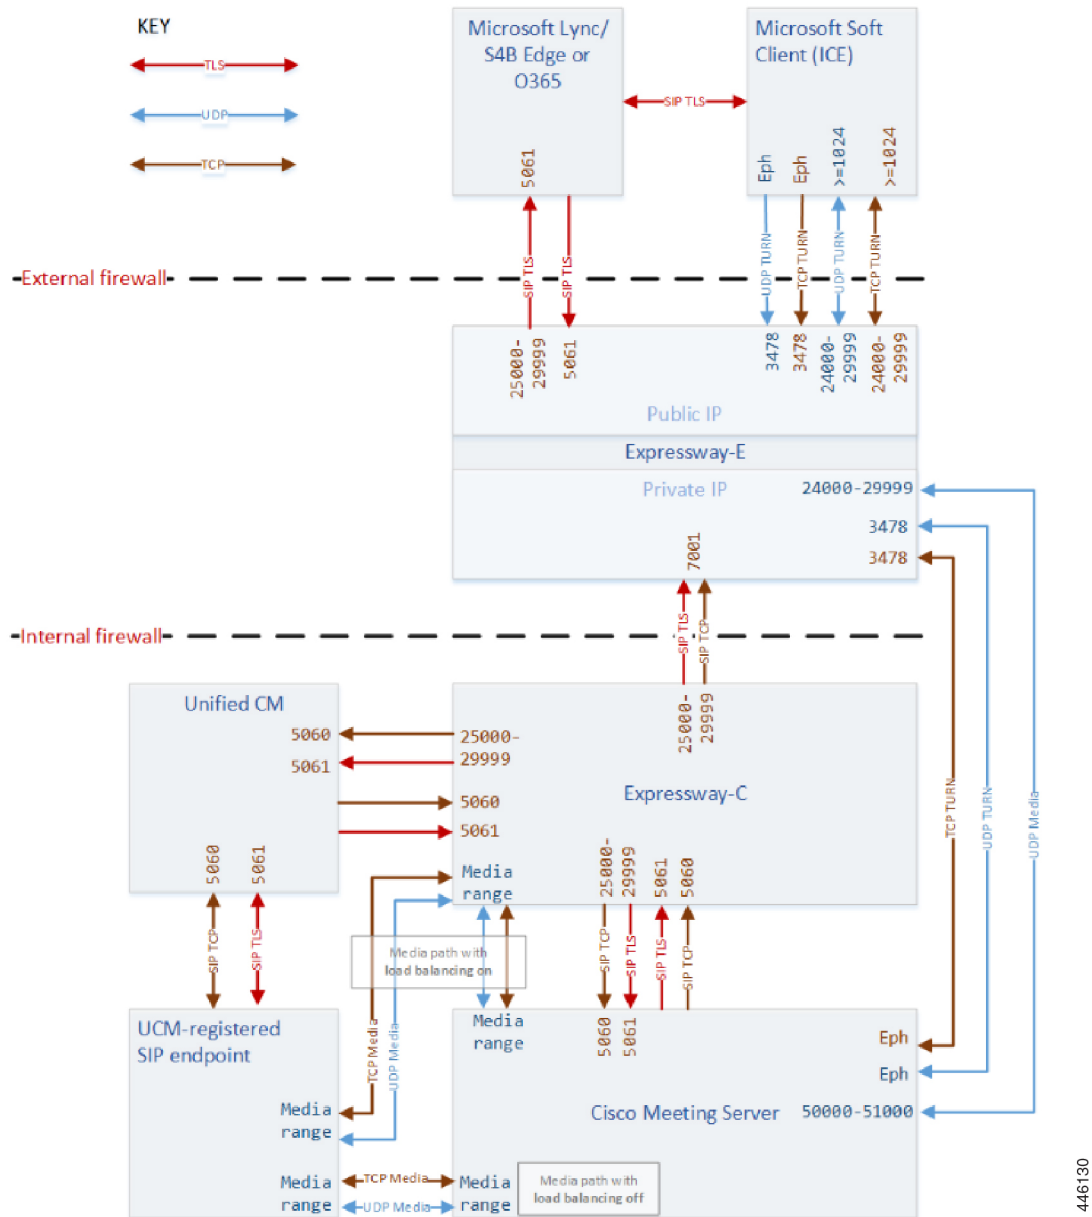 KEY
TLS
UDP
TCP
Microsoft Lync/
S4B Edge or
O365
5061
SIP TLS
Microsoft Soft
Client (ICE)
Eph
Eph
>=1024
>=1024
External firewall
SIP TLS
SIP TLS
UDP TURN
TCP TURN
UDP TURN
TCP TURN
25000-
29999
5061
3478
3478
24000-
29999
24000-
29999
Public IP
Expressway-E
Private IP
24000-29999
3478
3478
7001
Internal firewall
SIP TLS
SIP TCP
Unified CM
5060
5061
5060
5061
25000-
29999
25000-
29999
5060
5061
Expressway-C
Media
range
25000-
29999
5061
5060
TCP TURN
UDP TURN
UDP Media
SIP TCP
SIP TLS
Media path with
load balancing on
SIP TCP
SIP TLS
SIP TLS
SIP TCP
UCM-registered
SIP endpoint
TCP Media
UDP Media
Media
range
5060
5061
Eph
Eph
Media
range
Cisco Meeting Server
50000-51000
Media
range
TCP Media
UDP Media
Media
range
Media path with
load balancing off
446130